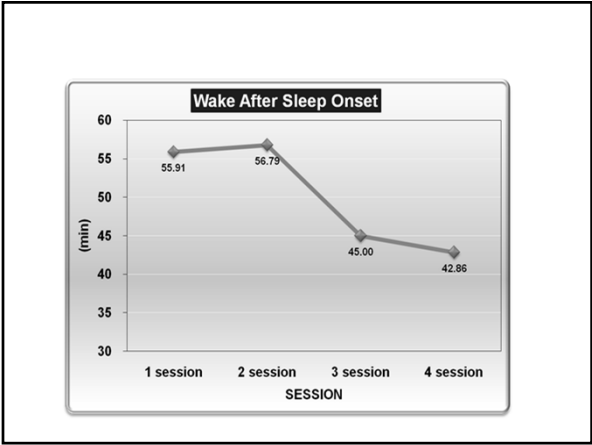 Wake After Sleep Onset
60
55
50
45
40
35
30
(min)
55.91
56.79
45.00
42.86
1 session 2 session 3 session 4 session
SESSION